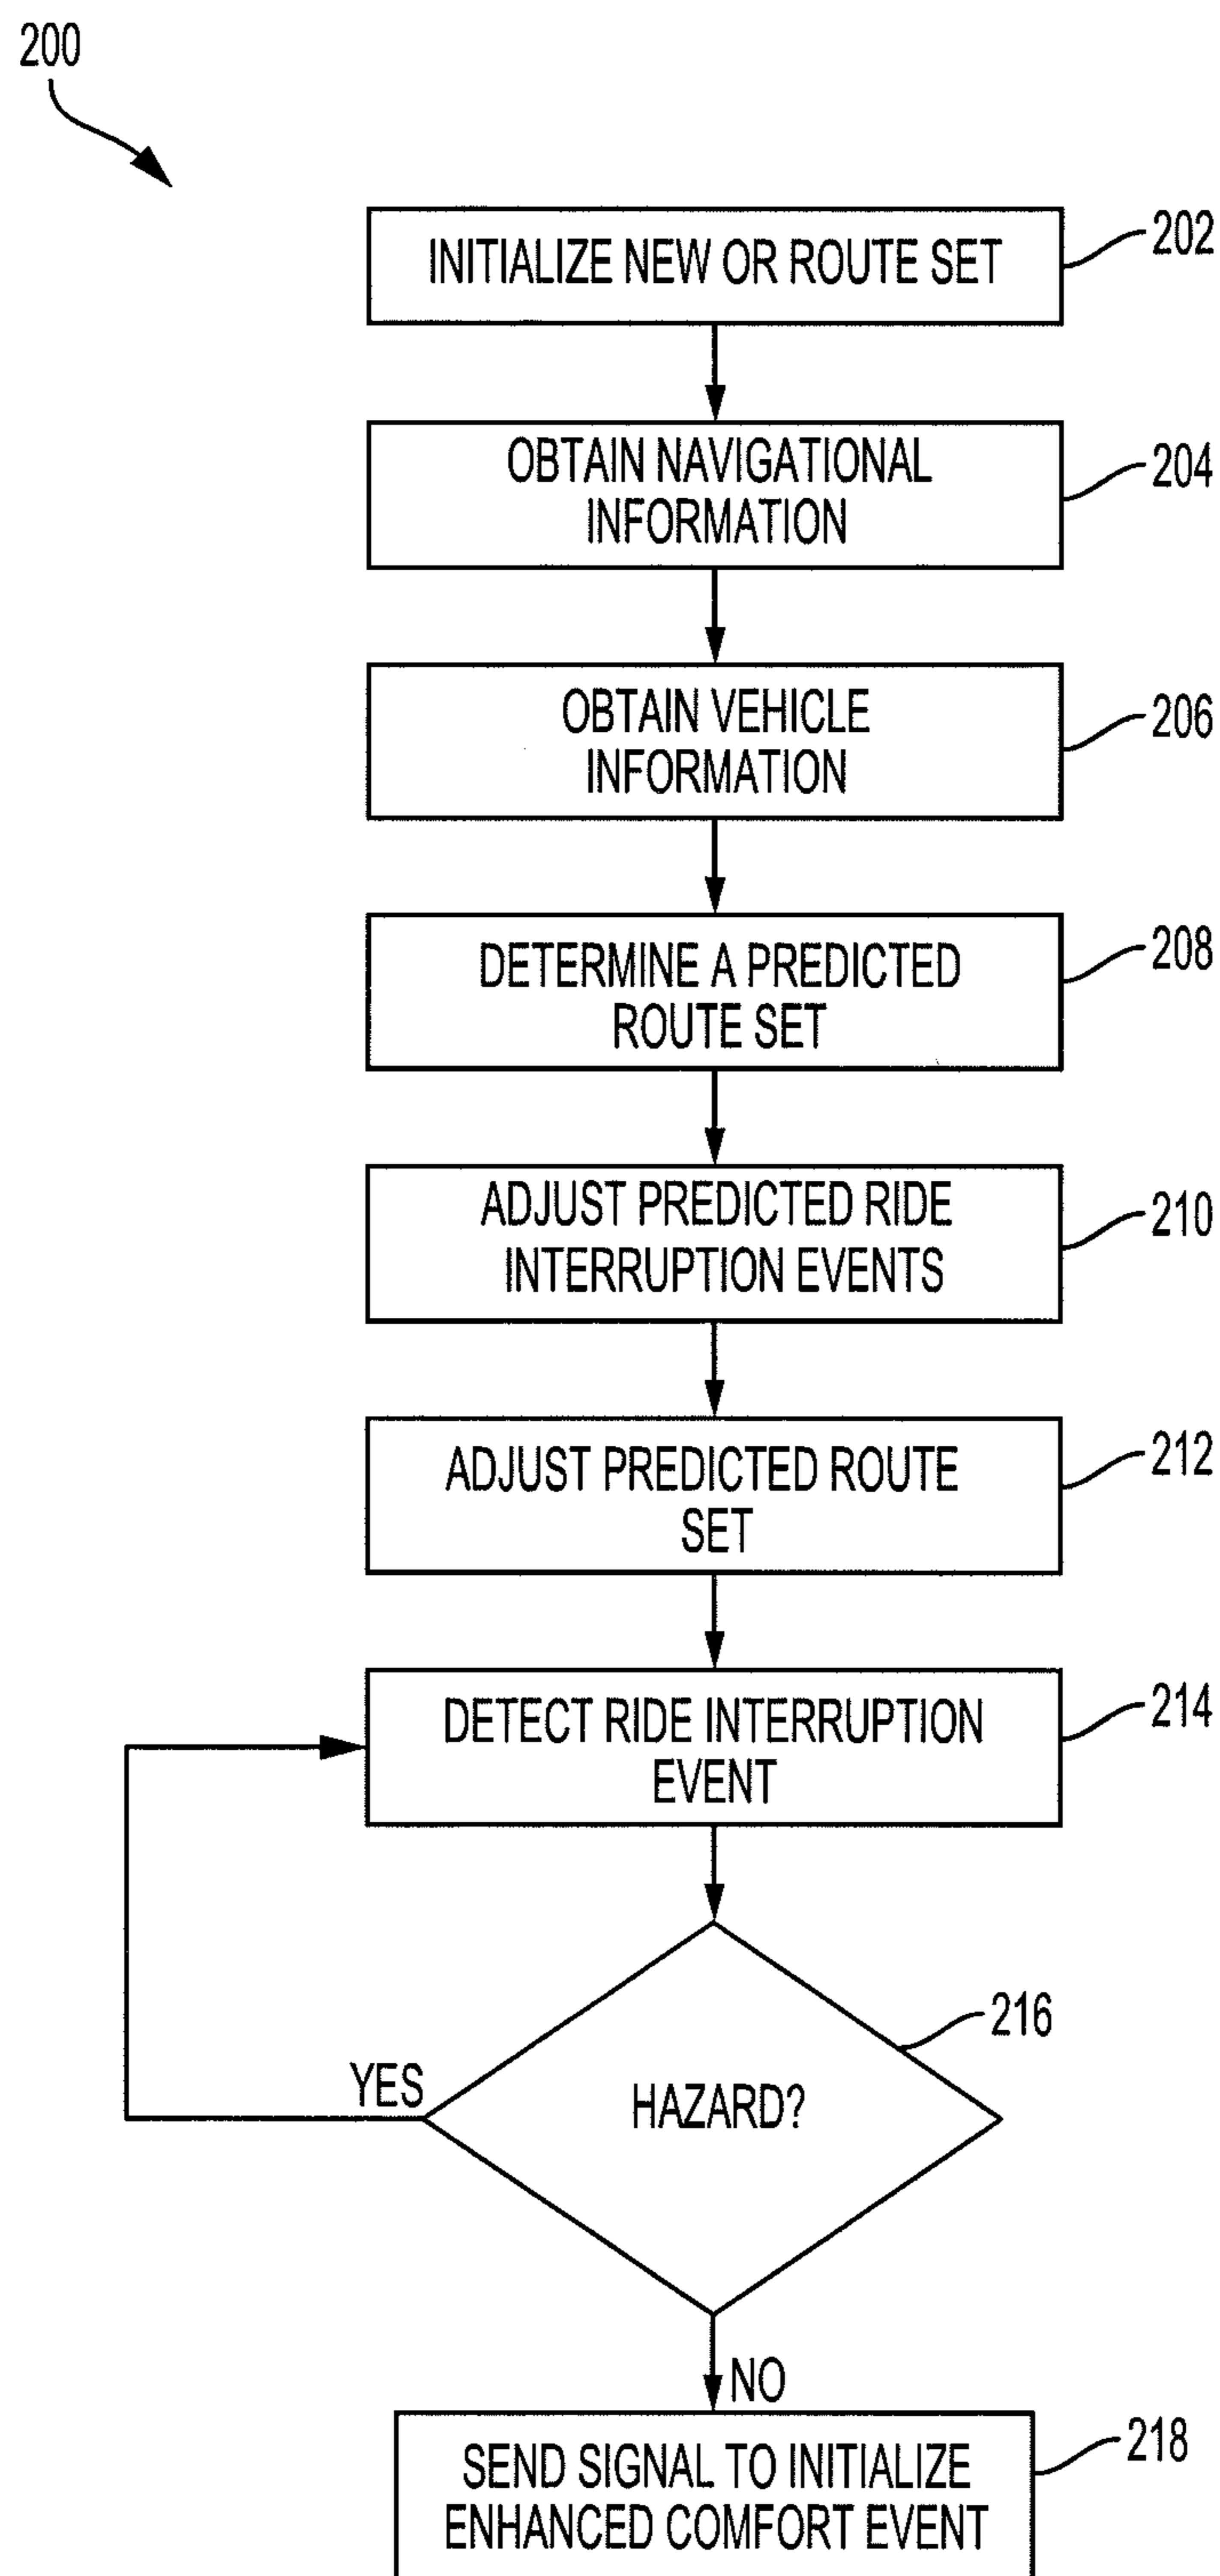 200
INITIALIZE NEW OR ROUTE SET
202
OBTAIN NAVIGATIONAL
INFORMATION
204
OBTAIN VEHICLE
INFORMATION
206
DETERMINE A PREDICTED
ROUTE SET
208
ADJUST PREDICTED RIDE
INTERRUPTION EVENTS
210
ADJUST PREDICTED ROUTE
SET
212
DETECT RIDE INTERRUPTION
EVENT
214
216
YES
HAZARD?
NO
SEND SIGNAL TO INITIALIZE
ENHANCED COMFORT EVENT
218